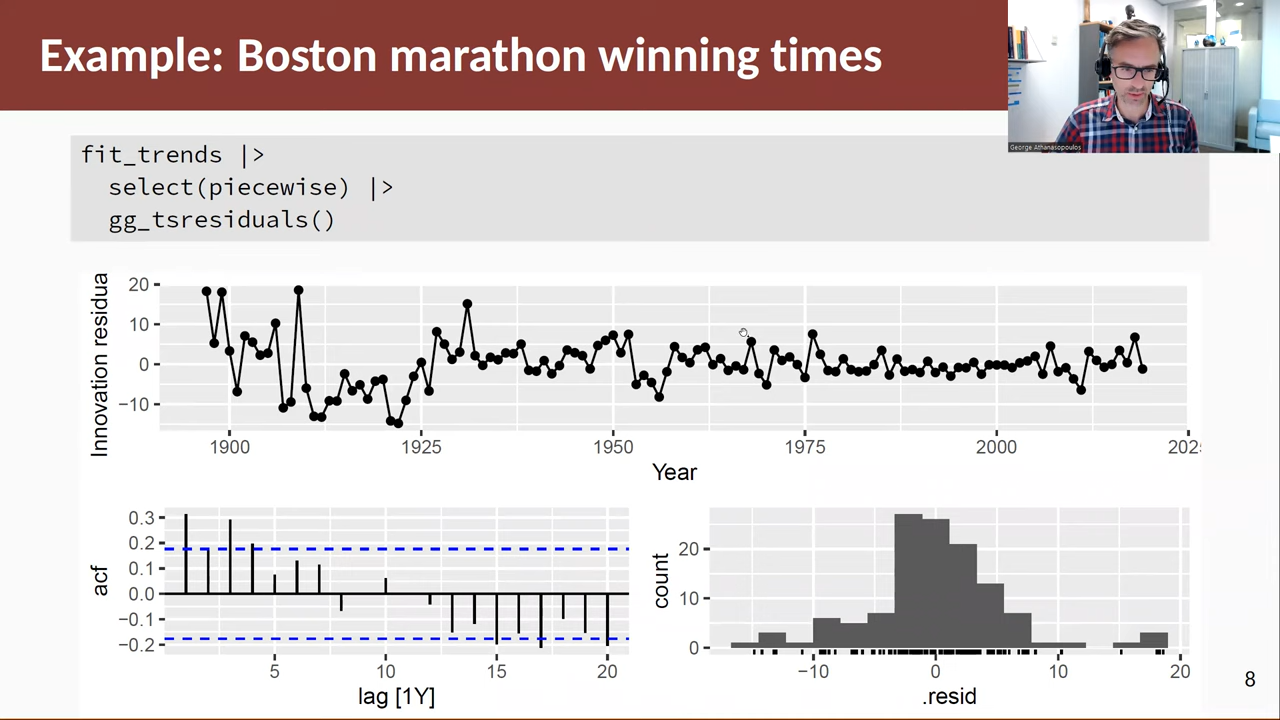 Example: Boston marathon winning times
George Athanasopoulos
fit_trends |>
select(piecewise) |>
gg_tsresiduals()
Innovation residua
20
10
0
−10
1900
1925
1950
1975
2000
202
Year
acf
0.3
0.2
0.1
0.0
−0.1
−0.2
5
10
15
20
lag [1Y]
count
20
10
0
−10
0
10
20
.resid
8